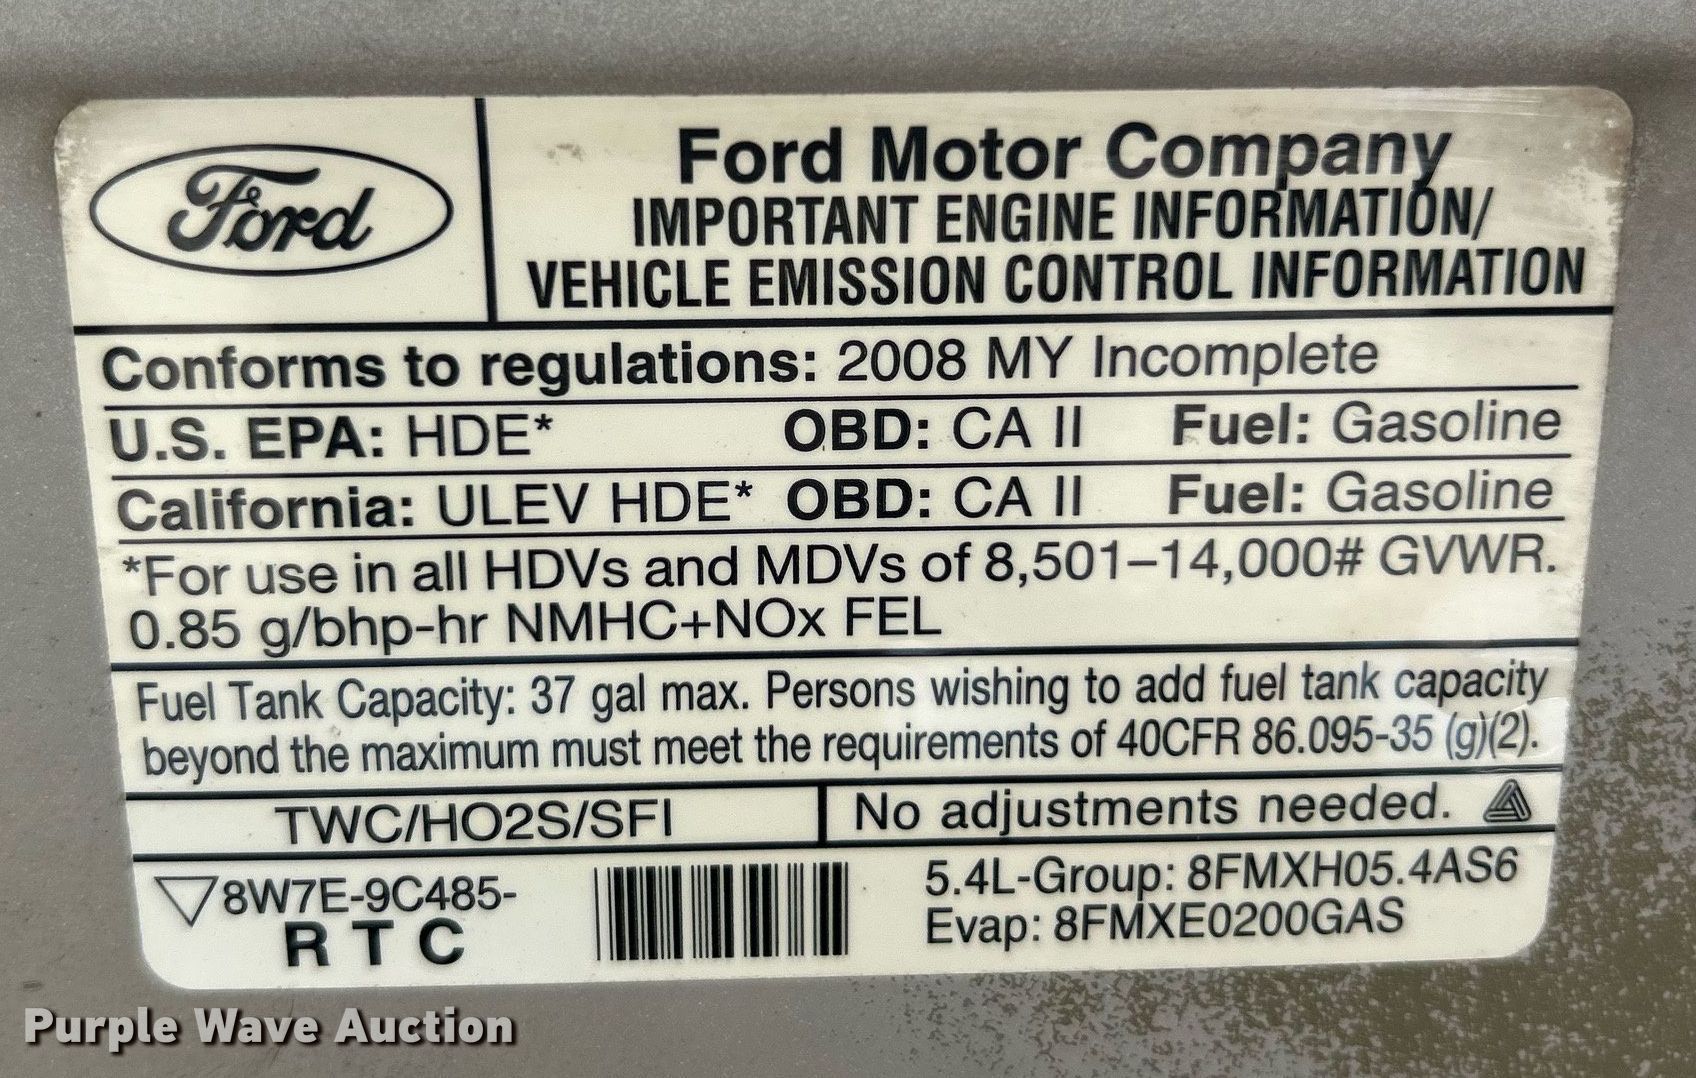 Ford
Ford Motor Company
IMPORTANT ENGINE INFORMATION/
VEHICLE EMISSION CONTROL INFORMATION
Conforms to regulations: 2008 MY Incomplete
U.S. EPA: HDE* OBD: CA II Fuel: Gasoline
California: ULEV HDE* OBD: CA II Fuel: Gasoline
*For use in all HDVs and MDVs of 8,501–14,000# GVWR.
0.85 g/bhp-hr NMHC+NOx FEL
Fuel Tank Capacity: 37 gal max. Persons wishing to add fuel tank capacity
beyond the maximum must meet the requirements of 40CFR 86.095-35 (g)(2).
TWC/HO2S/SFI No adjustments needed.
8W7E-9C485-
R T C
5.4L-Group: 8FMXH05.4AS6
Evap: 8FMXE0200GAS
Purple Wave Auction